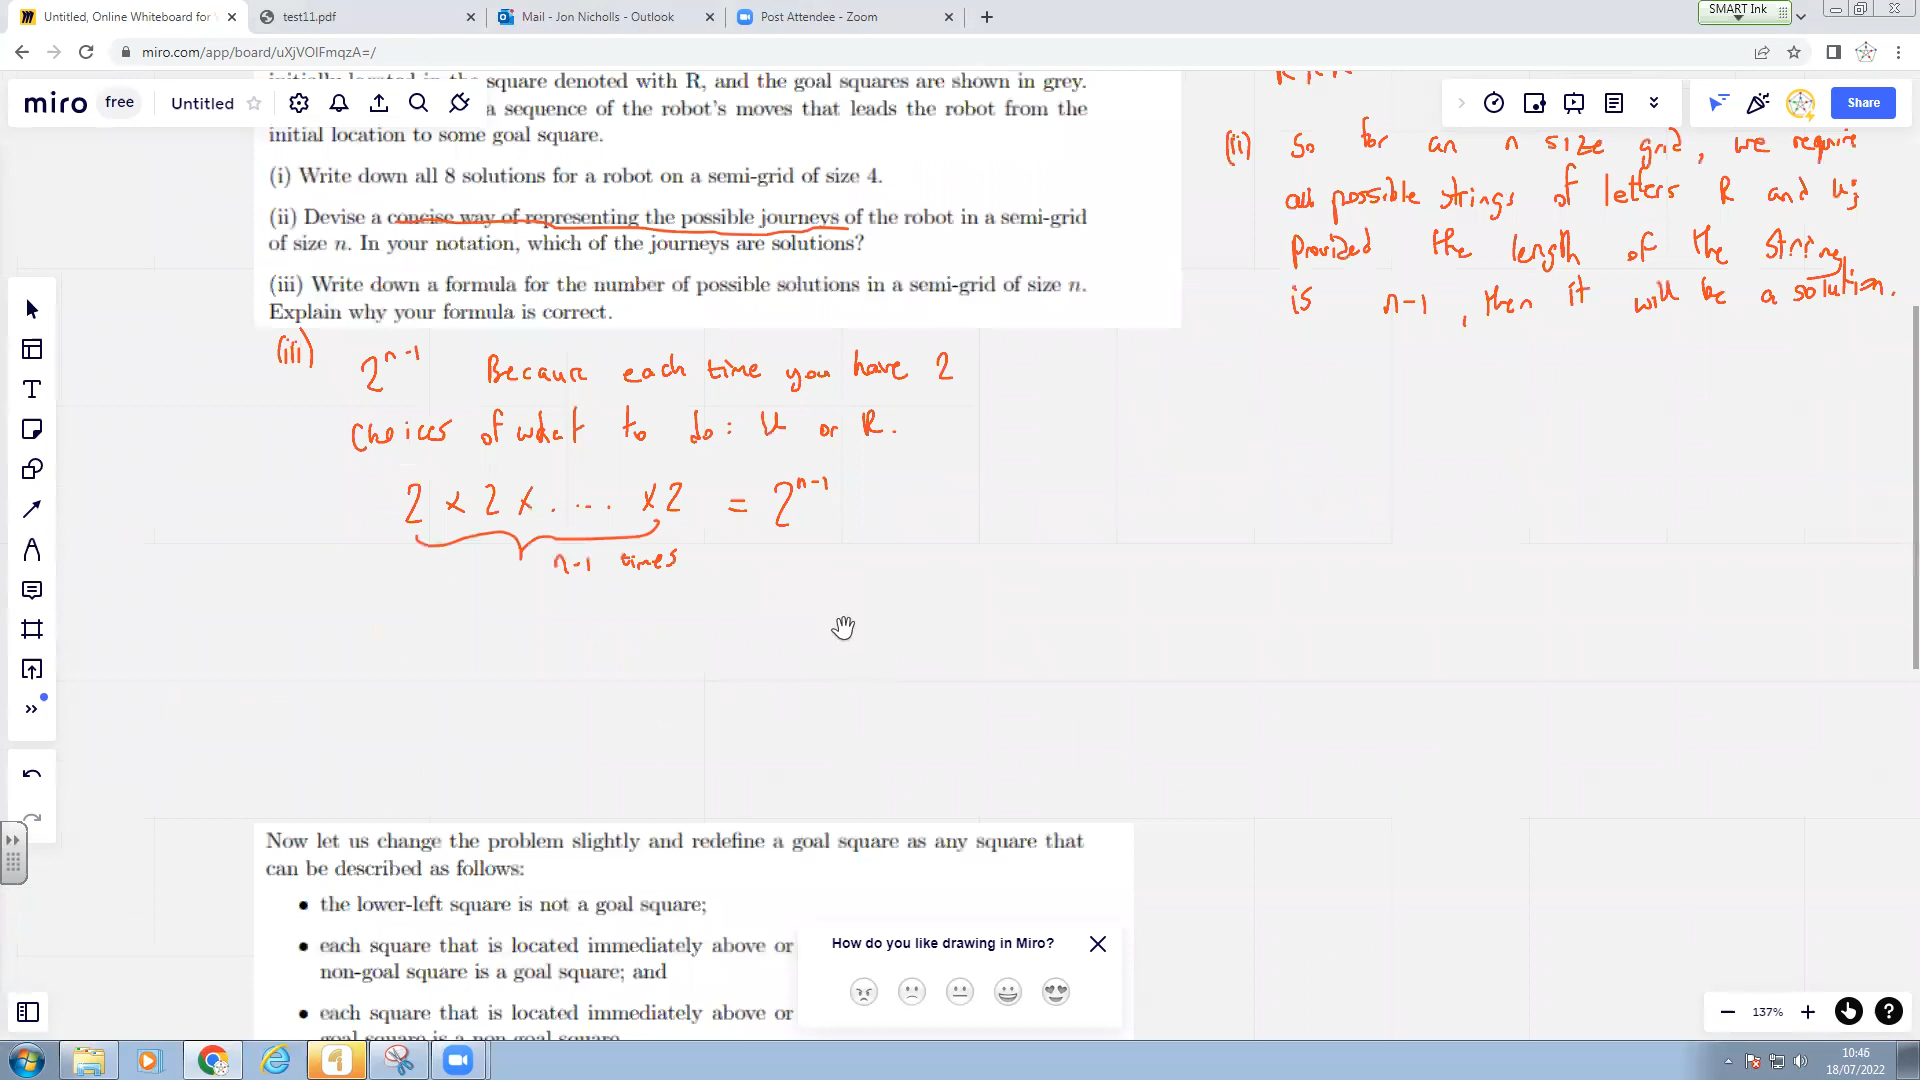 Untitled, Online Whiteboard for
test11.pdf
Mail - Jon Nicholls - Outlook
Post Attendee - Zoom
SMART Ink
miro.com/app/board/uXjVOIFmqzA=/
miro
free
Untitled
Share
square denoted with R, and the goal squares are shown in grey.
a sequence of the robot's moves that leads the robot from the
initial location to some goal square.
(i) Write down all 8 solutions for a robot on a semi-grid of size 4.
(ii) Devise a concise way of representing the possible journeys of the robot in a semi-grid
of size n. In your notation, which of the journeys are solutions?
(iii) Write down a formula for the number of possible solutions in a semi-grid of size n.
Explain why your formula is correct.
(ii) So for an n size grid, we require
all possible strings of letters R and U;
provided the length of the string
is n-1, then it will be a solution.
(iii) 2^{n-1} Because each time you have 2
choices of what to do: U or R.
2 x 2 x .... x 2 = 2^{n-1}
n-1 times
Now let us change the problem slightly and redefine a goal square as any square that
can be described as follows:
• the lower-left square is not a goal square;
• each square that is located immediately above or
non-goal square is a goal square; and
• each square that is located immediately above or
How do you like drawing in Miro?
137%
10:46
18/07/2022